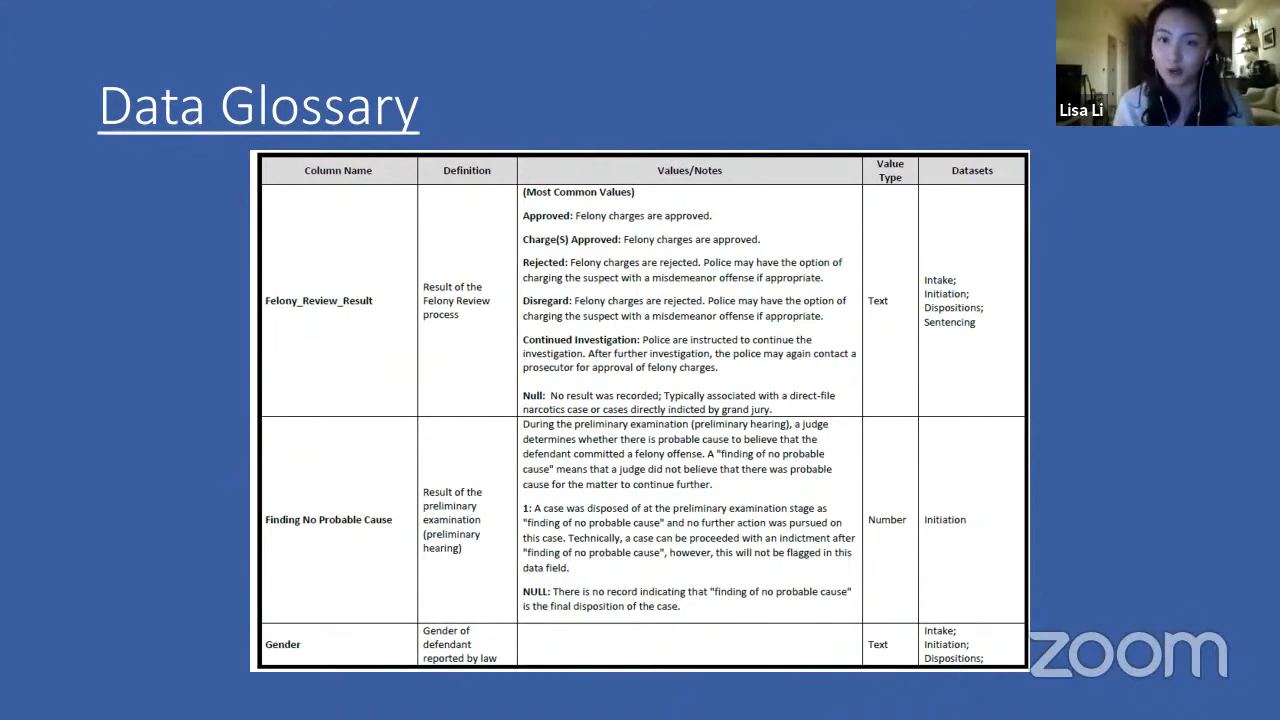 Data Glossary
Lisa Li
Column Name
Definition
Values/Notes
Value
Type
Datasets
Felony_Review_Result
Result of the
Felony Review
process
(Most Common Values)
Approved: Felony charges are approved.
Charge(S) Approved: Felony charges are approved.
Rejected: Felony charges are rejected. Police may have the option of
charging the suspect with a misdemeanor offense if appropriate.
Disregard: Felony charges are rejected. Police may have the option of
charging the suspect with a misdemeanor offense if appropriate.
Continued Investigation: Police are instructed to continue the
investigation. After further investigation, the police may again contact a
prosecutor for approval of felony charges.
Null: No result was recorded; Typically associated with a direct-file
narcotics case or cases directly indicted by grand jury.
Text
Intake;
Initiation;
Dispositions;
Sentencing
Finding No Probable Cause
Result of the
preliminary
examination
(preliminary
hearing)
During the preliminary examination (preliminary hearing), a judge
determines whether there is probable cause to believe that the
defendant committed a felony offense. A "finding of no probable
cause" means that a judge did not believe that there was probable
cause for the matter to continue further.
1: A case was disposed of at the preliminary examination stage as
"finding of no probable cause" and no further action was pursued on
this case. Technically, a case can be proceeded with an indictment after
"finding of no probable cause", however, this will not be flagged in this
data field.
NULL: There is no record indicating that "finding of no probable cause"
is the final disposition of the case.
Number
Initiation
Gender
Gender of
defendant
reported by law
Text
Intake;
Initiation;
Dispositions;
zoom